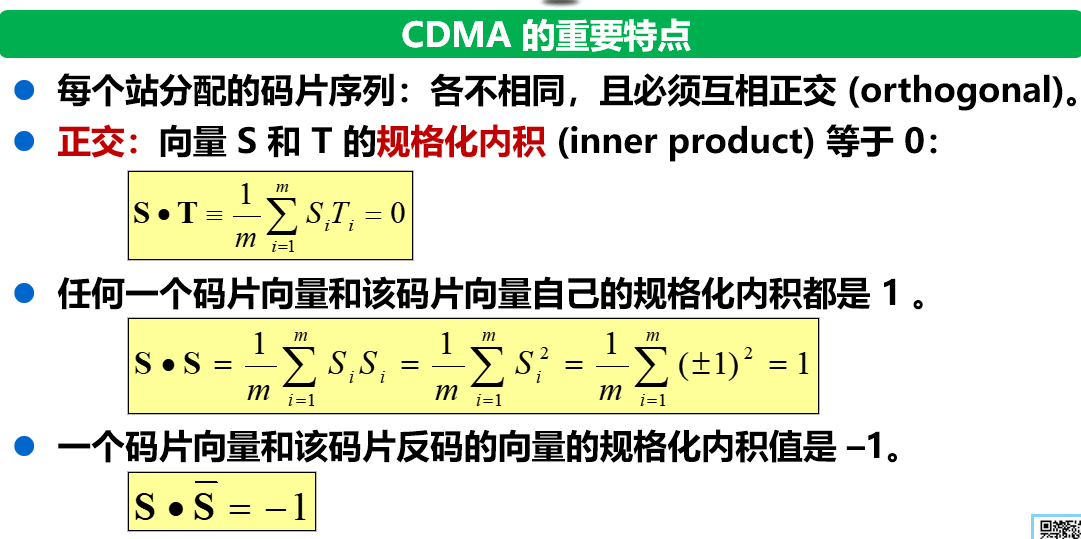 CDMA 的重要特点
● 每个站分配的码片序列：各不相同，且必须互相正交 (orthogonal)。
● 正交：向量 S 和 T 的规格化内积 (inner product) 等于 0：
$\mathbf{S} \bullet \mathbf{T} \equiv \frac{1}{m} \sum_{i=1}^{m} S_i T_i = 0$
● 任何一个码片向量和该码片向量自己的规格化内积都是 1 。
$\mathbf{S} \bullet \mathbf{S} = \frac{1}{m} \sum_{i=1}^{m} S_i S_i = \frac{1}{m} \sum_{i=1}^{m} S_i^2 = \frac{1}{m} \sum_{i=1}^{m} (\pm 1)^2 = 1$
● 一个码片向量和该码片反码的向量的规格化内积值是 –1。
$\mathbf{S} \bullet \overline{\mathbf{S}} = -1$